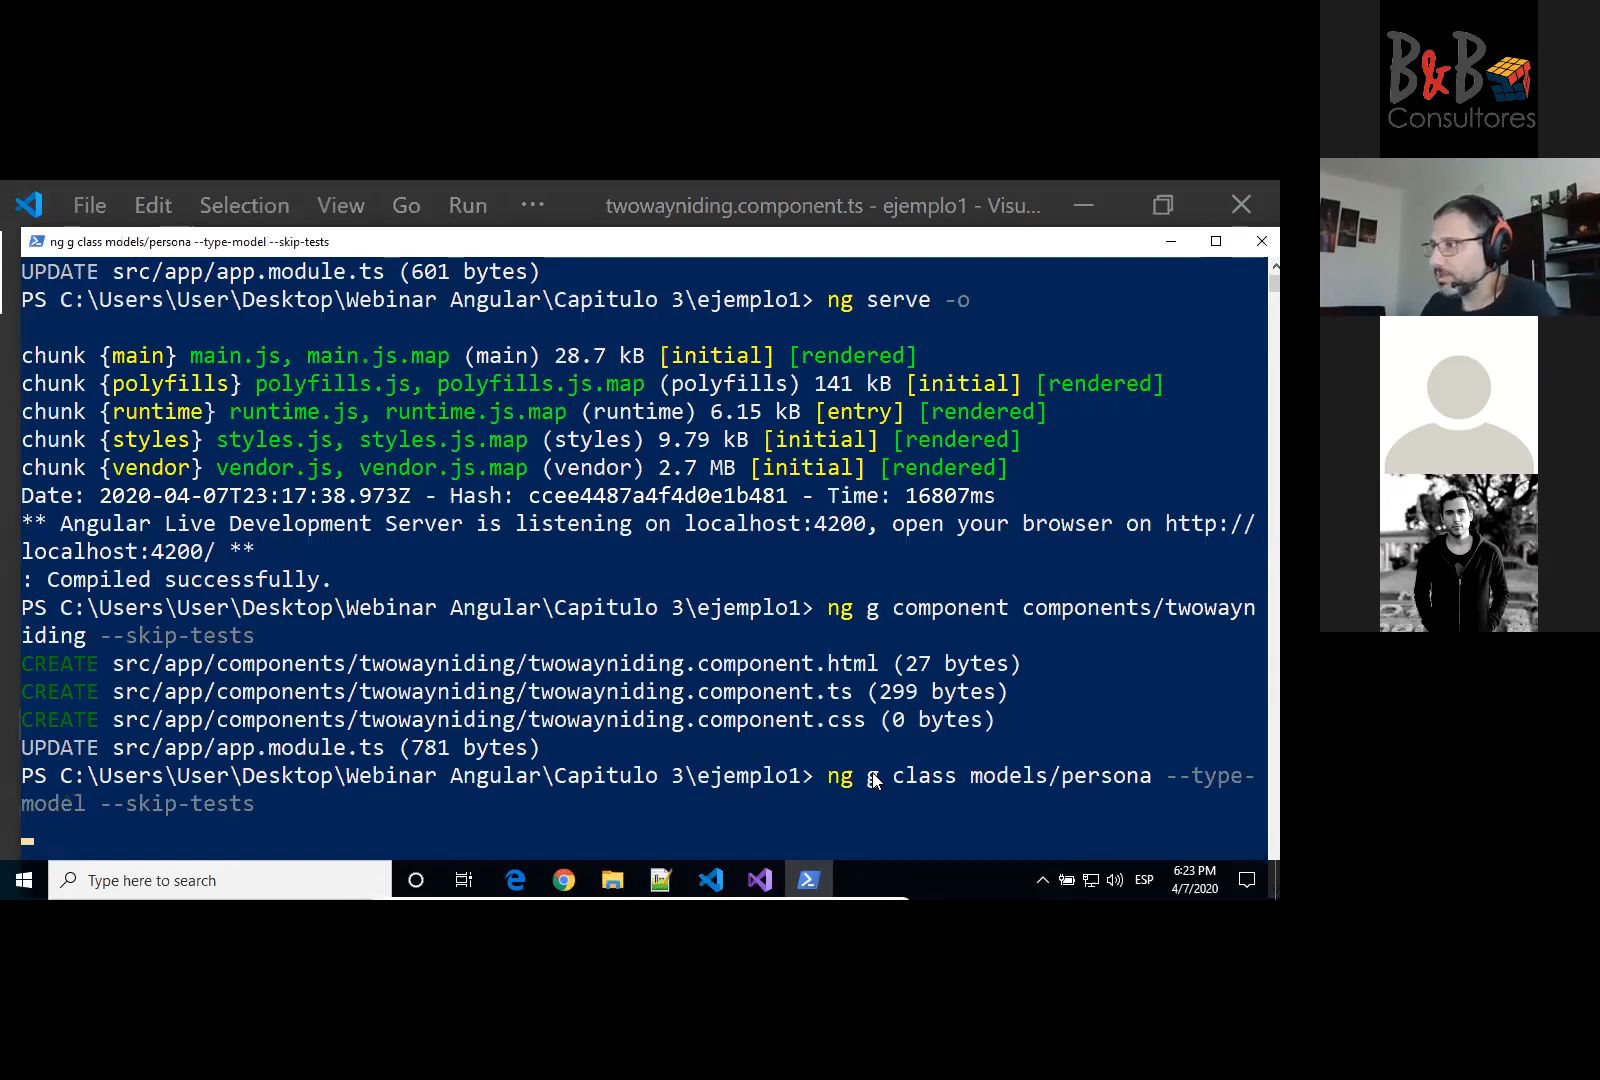 B&B
Consultores
File Edit Selection View Go Run ··· twowayniding.component.ts - ejemplo1 - Visu...
ng g class models/persona --type-model --skip-tests
UPDATE src/app/app.module.ts (601 bytes)
PS C:\Users\User\Desktop\Webinar Angular\Capitulo 3\ejemplo1> ng serve -o
chunk {main} main.js, main.js.map (main) 28.7 kB [initial] [rendered]
chunk {polyfills} polyfills.js, polyfills.js.map (polyfills) 141 kB [initial] [rendered]
chunk {runtime} runtime.js, runtime.js.map (runtime) 6.15 kB [entry] [rendered]
chunk {styles} styles.js, styles.js.map (styles) 9.79 kB [initial] [rendered]
chunk {vendor} vendor.js, vendor.js.map (vendor) 2.7 MB [initial] [rendered]
Date: 2020-04-07T23:17:38.973Z - Hash: ccee4487a4f4d0e1b481 - Time: 16807ms
** Angular Live Development Server is listening on localhost:4200, open your browser on http://
localhost:4200/ **
: Compiled successfully.
PS C:\Users\User\Desktop\Webinar Angular\Capitulo 3\ejemplo1> ng g component components/twowayn
iding --skip-tests
CREATE src/app/components/twowayniding/twowayniding.component.html (27 bytes)
CREATE src/app/components/twowayniding/twowayniding.component.ts (299 bytes)
CREATE src/app/components/twowayniding/twowayniding.component.css (0 bytes)
UPDATE src/app/app.module.ts (781 bytes)
PS C:\Users\User\Desktop\Webinar Angular\Capitulo 3\ejemplo1> ng g class models/persona --type-
model --skip-tests
Type here to search
ESP
6:23 PM
4/7/2020